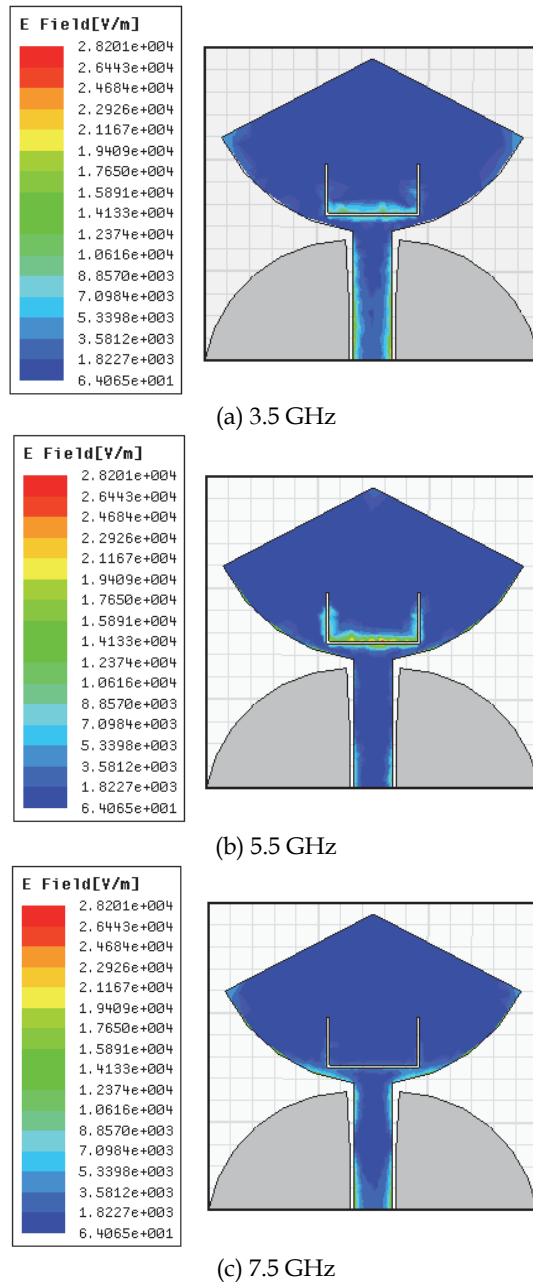 E Field[V/m]
2.8201e+004
2.6443e+004
2.4684e+004
2.2926e+004
2.1167e+004
1.9409e+004
1.7650e+004
1.5891e+004
1.4133e+004
1.2374e+004
1.0616e+004
8.8570e+003
7.0984e+003
5.3398e+003
3.5812e+003
1.8227e+003
6.4065e+001
(a) 3.5 GHz
E Field[V/m]
2.8201e+004
2.6443e+004
2.4684e+004
2.2926e+004
2.1167e+004
1.9409e+004
1.7650e+004
1.5891e+004
1.4133e+004
1.2374e+004
1.0616e+004
8.8570e+003
7.0984e+003
5.3398e+003
3.5812e+003
1.8227e+003
6.4065e+001
(b) 5.5 GHz
E Field[V/m]
2.8201e+004
2.6443e+004
2.4684e+004
2.2926e+004
2.1167e+004
1.9409e+004
1.7650e+004
1.5891e+004
1.4133e+004
1.2374e+004
1.0616e+004
8.8570e+003
7.0984e+003
5.3398e+003
3.5812e+003
1.8227e+003
6.4065e+001
(c) 7.5 GHz